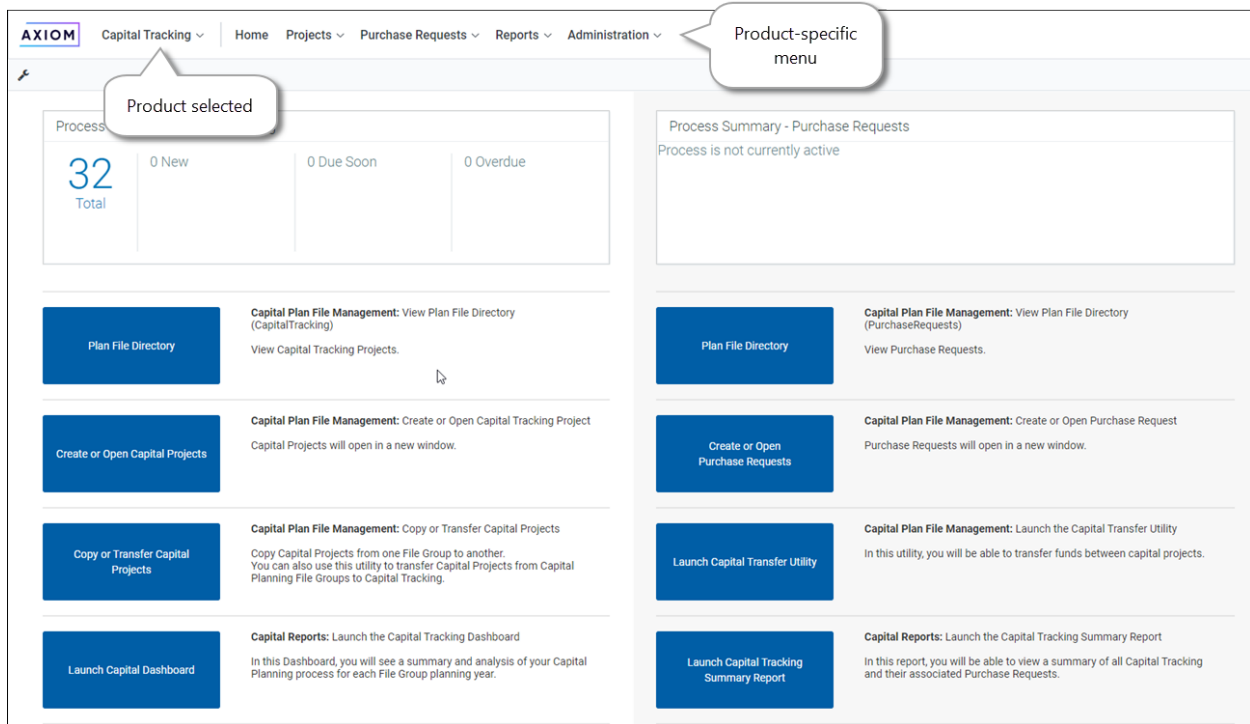 AXIOM
Capital Tracking
Home
Projects
Purchase Requests
Reports
Administration
Product-specific
menu
Product selected
Process
32
Total
0 New
0 Due Soon
0 Overdue
Process Summary - Purchase Requests
Process is not currently active
Plan File Directory
Capital Plan File Management: View Plan File Directory
(CapitalTracking)
View Capital Tracking Projects.
Plan File Directory
Capital Plan File Management: View Plan File Directory
(PurchaseRequests)
View Purchase Requests.
Create or Open Capital Projects
Capital Plan File Management: Create or Open Capital Tracking Project
Capital Projects will open in a new window.
Create or Open
Purchase Requests
Capital Plan File Management: Create or Open Purchase Request
Purchase Requests will open in a new window.
Copy or Transfer Capital
Projects
Capital Plan File Management: Copy or Transfer Capital Projects
Copy Capital Projects from one File Group to another.
You can also use this utility to transfer Capital Projects from Capital
Planning File Groups to Capital Tracking.
Launch Capital Transfer Utility
Capital Plan File Management: Launch the Capital Transfer Utility
In this utility, you will be able to transfer funds between capital projects.
Launch Capital Dashboard
Capital Reports: Launch the Capital Tracking Dashboard
In this Dashboard, you will see a summary and analysis of your Capital
Planning process for each File Group planning year.
Launch Capital Tracking
Summary Report
Capital Reports: Launch the Capital Tracking Summary Report
In this report, you will be able to view a summary of all Capital Tracking
and their associated Purchase Requests.